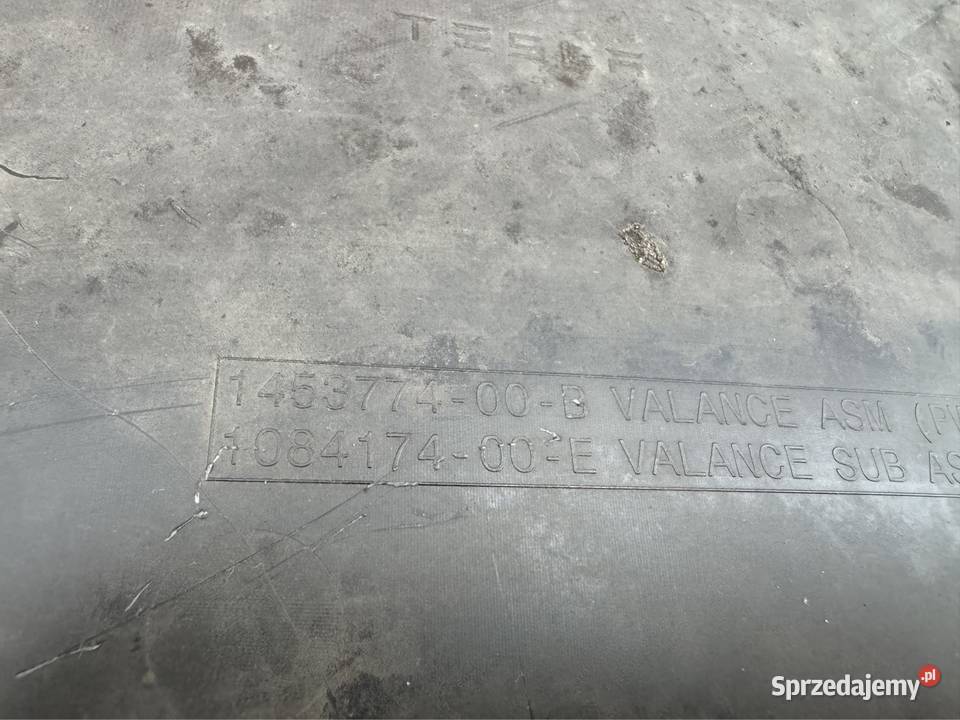 TESLA
1453774-00-B VALANCE ASM (P
1084174-00-E VALANCE SUB AS
Sprzedajemy.pl